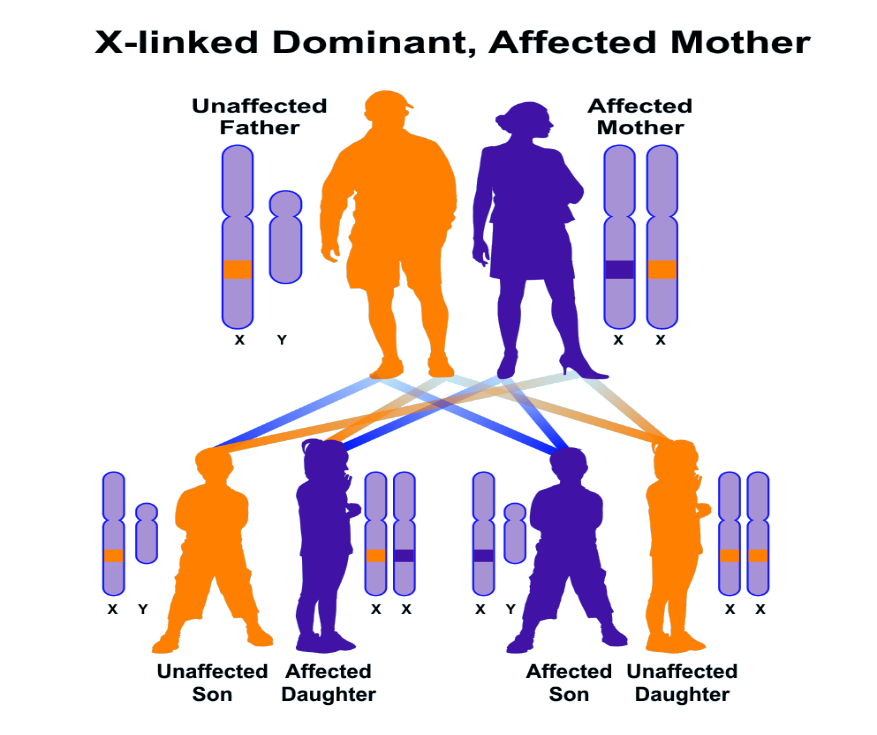 X-linked Dominant, Affected Mother
Unaffected
Father
Affected
Mother
X Y
X X
X Y
X X
X Y
X X
Unaffected
Son
Affected
Daughter
Affected
Son
Unaffected
Daughter